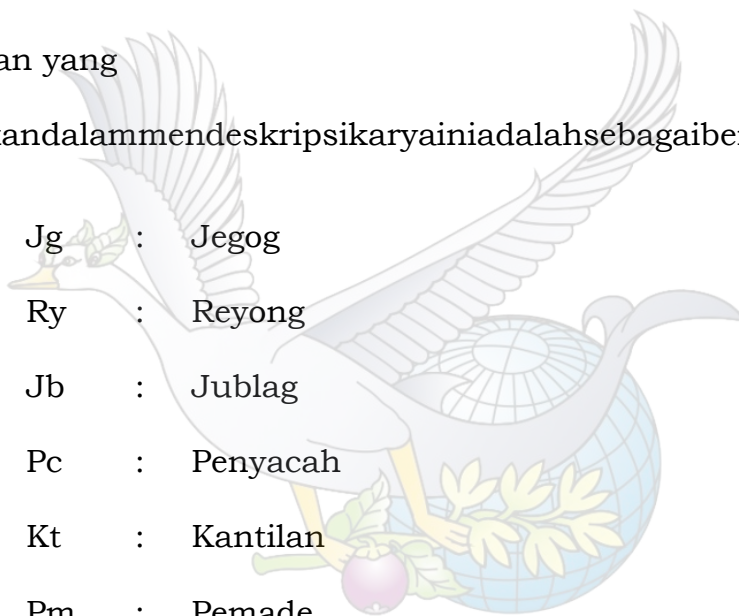 an yang
andalammendeskripsikaryainiadalahsebagaibe
Jg : Jegog
Ry : Reyong
Jb : Jublag
Pc : Penyacah
Kt : Kantilan
Pm : Pemade